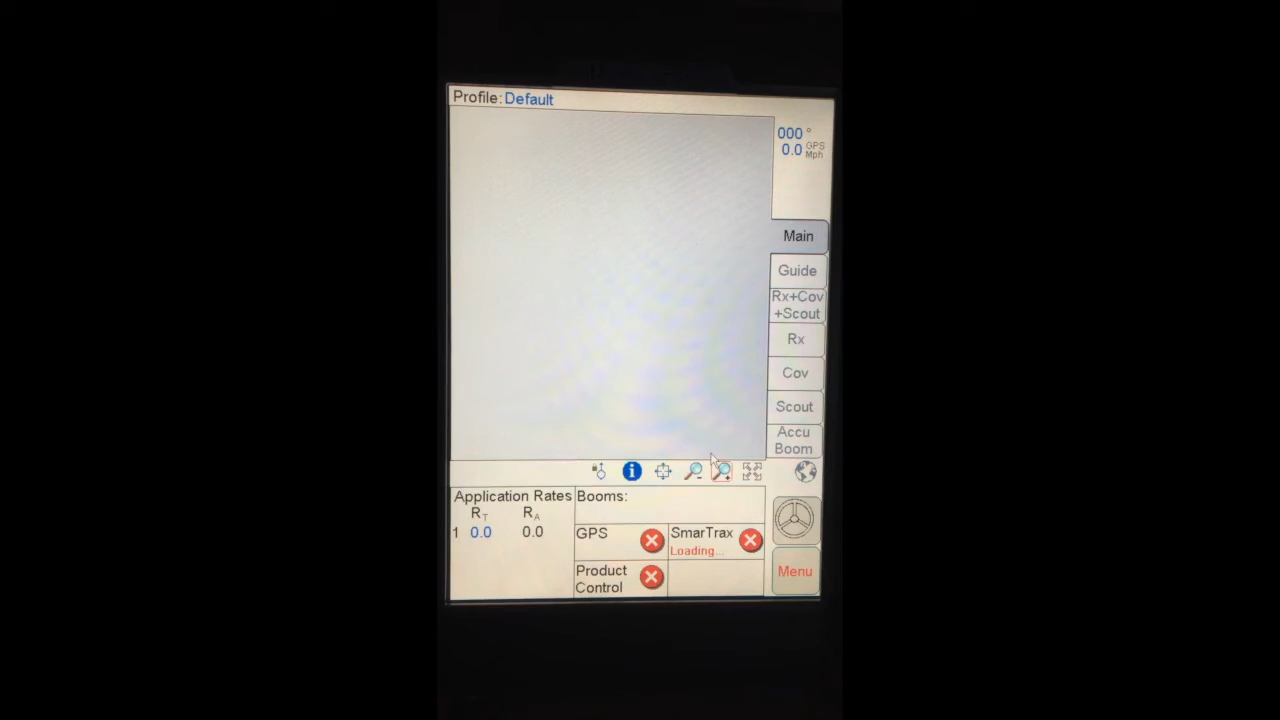 Profile: Default
000 °
0.0 GPS Mph
Main
Guide
Rx+Cov
+Scout
Rx
Cov
Scout
Accu
Boom
Application Rates
RT RA
1 0.0 0.0
Booms:
GPS
SmarTrax
Loading...
Product
Control
Menu